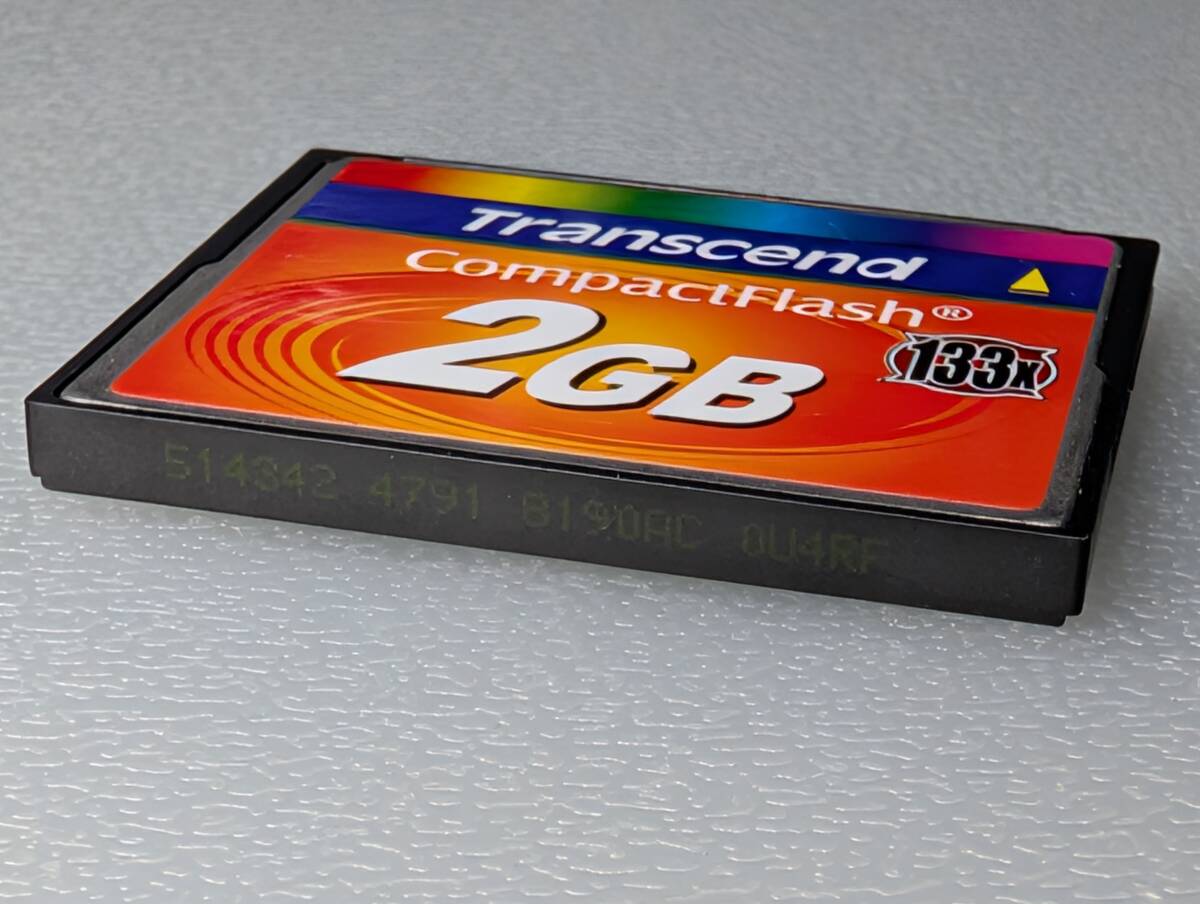 Transcend
CompactFlash®
2GB
133x
514342 4791 8190AC 0U4RF